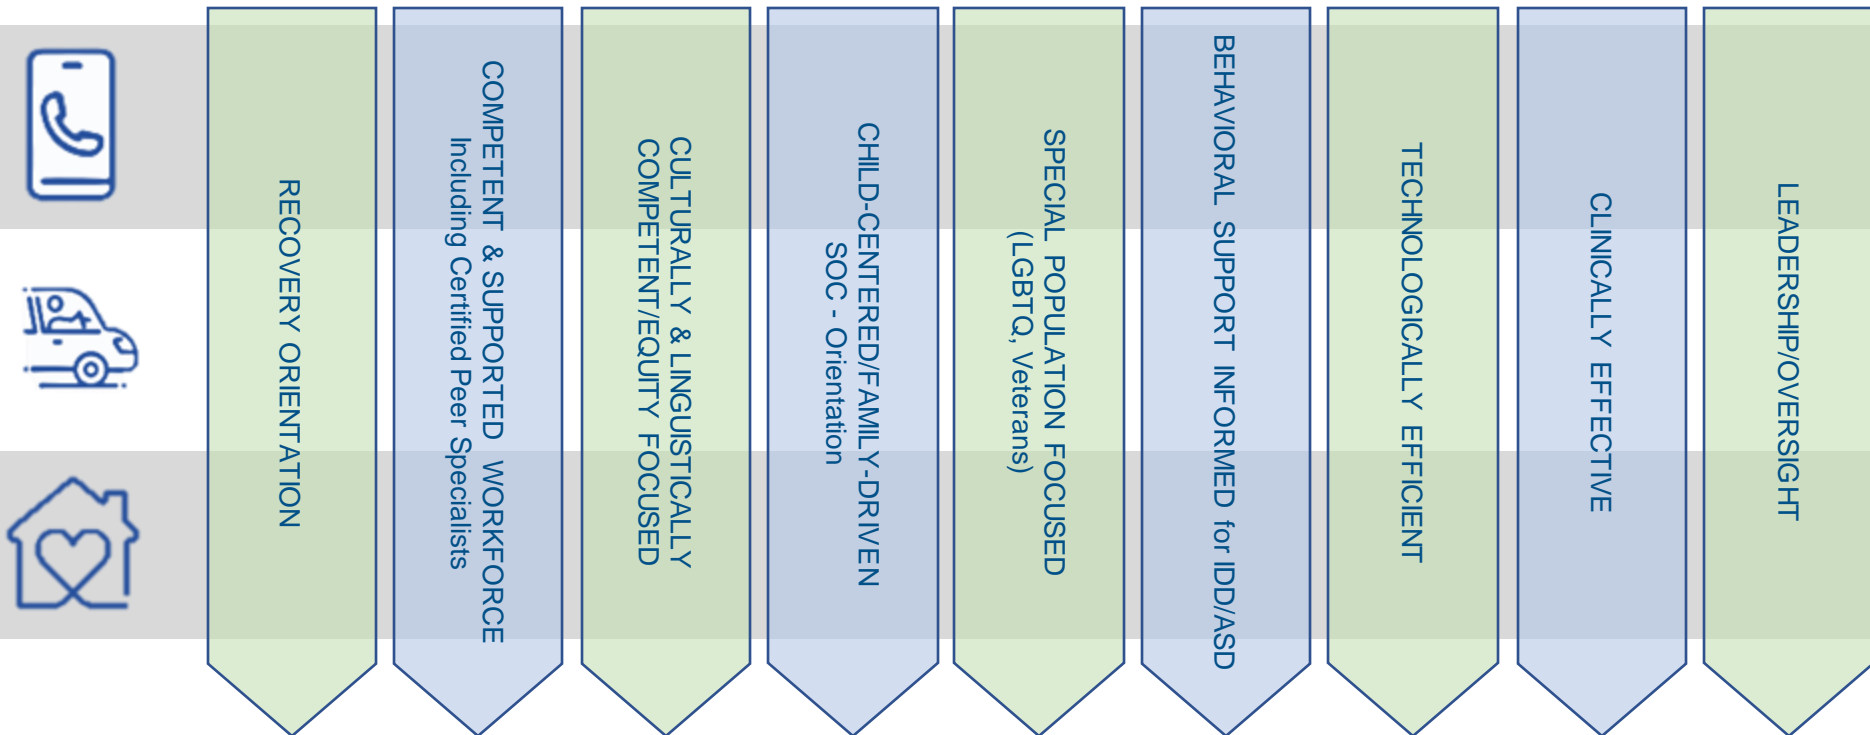 RECOVERY ORIENTATION
COMPETENT & SUPPORTED WORKFORCE
Including Certified Peer Specialists
CULTURALLY & LINGUISTICALLY
COMPETENT/EQUITY FOCUSED
CHILD-CENTERED/FAMILY-DRIVEN
SOC - Orientation
SPECIAL POPULATION FOCUSED
(LGBTQ, Veterans)
BEHAVIORAL SUPPORT INFORMED for IDD/ASD
TECHNOLOGICALLY EFFICIENT
CLINICALLY EFFECTIVE
LEADERSHIP/OVERSIGHT